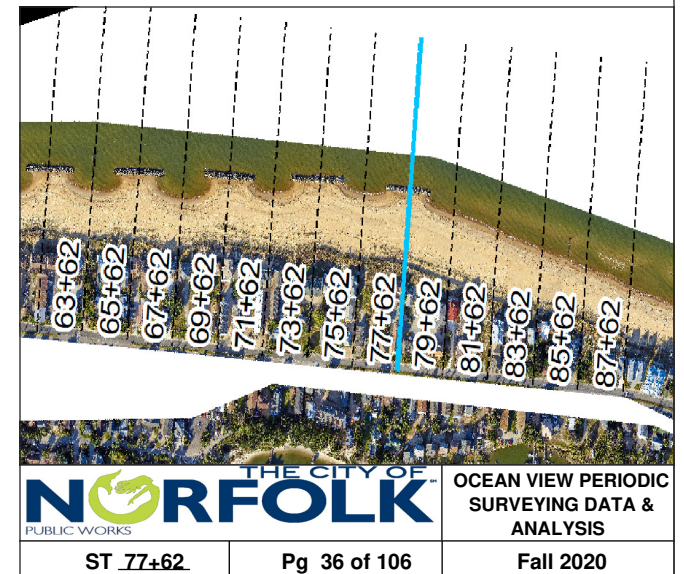 63+62
65+62
67+62
69+62
71+62
73+62
75+62
77+62
79+62
81+62
83+62
85+62
87+62
THE CITY OF
NORFOLK
PUBLIC WORKS
OCEAN VIEW PERIODIC
SURVEYING DATA &
ANALYSIS
ST 77+62
Pg 36 of 106
Fall 2020